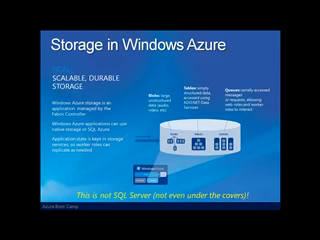 Storage in Windows Azure
SCALABLE, DURABLE
STORAGE
Windows Azure storage is an
application managed by the
Fabric Controller
Windows Azure applications can use
native storage or SQL Azure
Application state is kept in storage
services, so worker roles can
replicate as needed
Blobs: large,
unstructured
data (audio,
video, etc)
Tables: simply
structured data,
accessed using
ADO.NET Data
Services
Queues: serially accessed
messages
or requests, allowing web
roles and worker
roles to interact
This is not SQL Server (not even under the covers)!
Azure Boot Camp